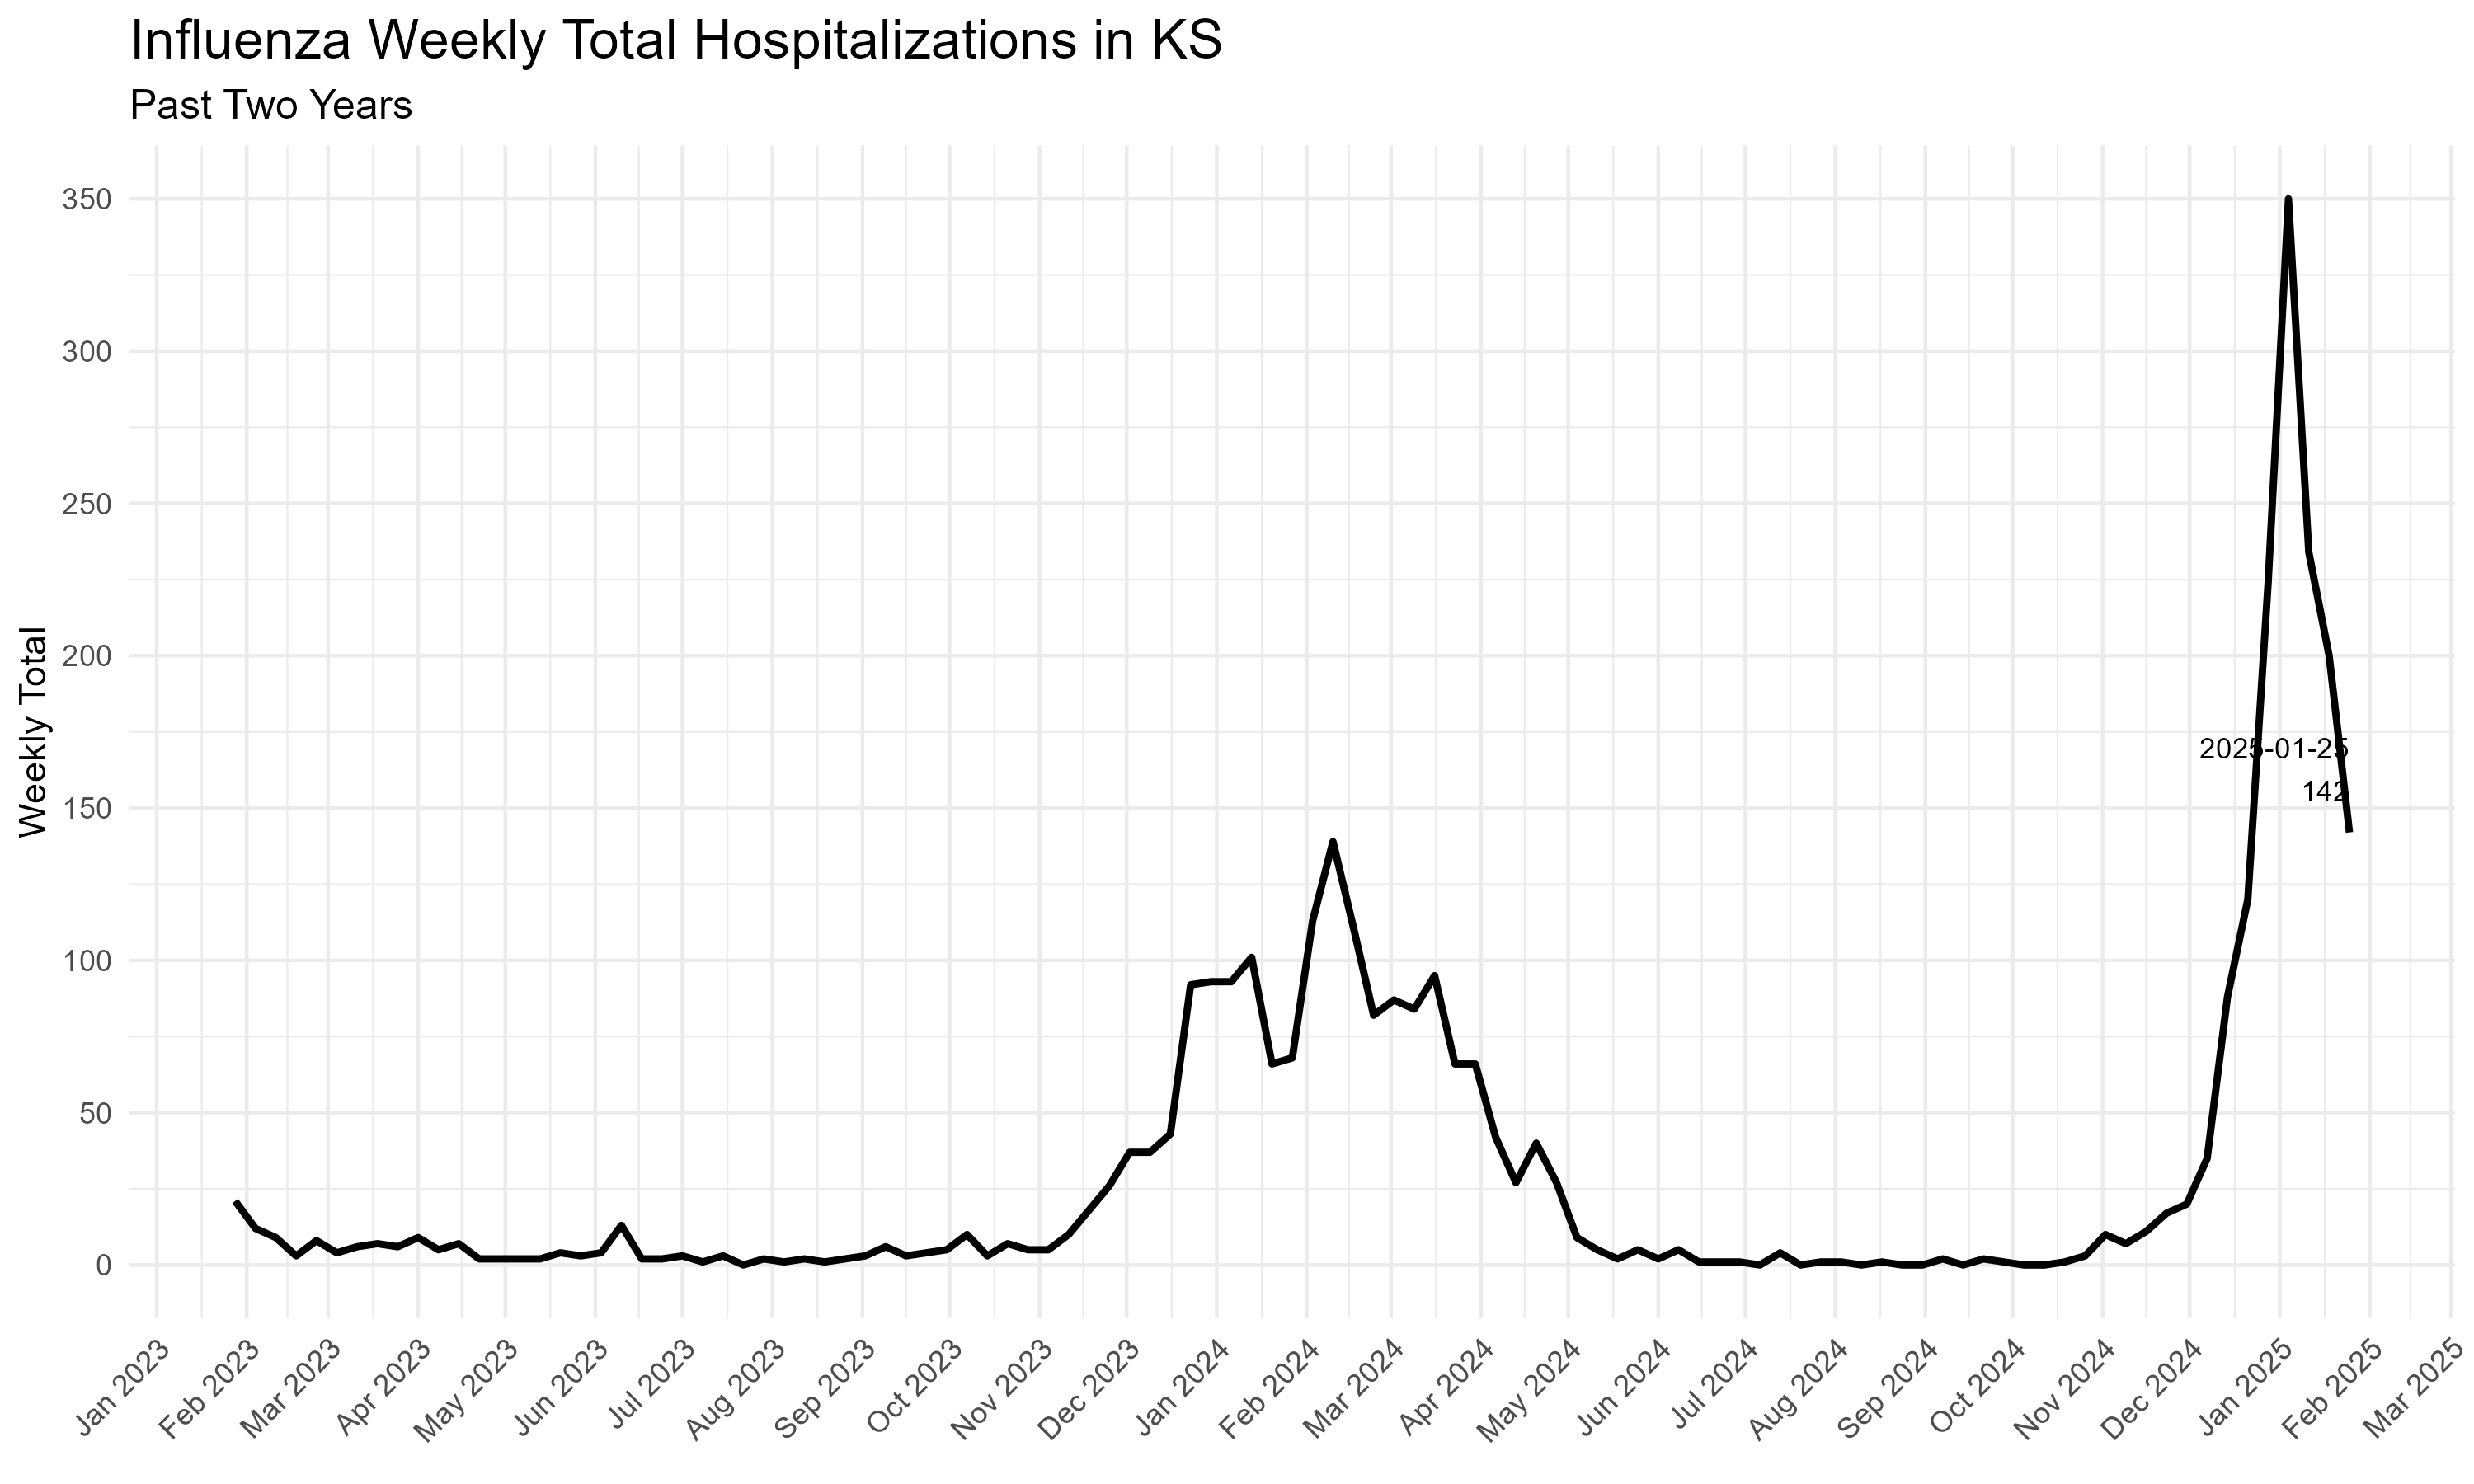 Influenza Weekly Total Hospitalizations in KS
Past Two Years
Weekly Total
350
300
250
200
150
100
50
0
2025-01-25
142
Jan 2023
Feb 2023
Mar 2023
Apr 2023
May 2023
Jun 2023
Jul 2023
Aug 2023
Sep 2023
Oct 2023
Nov 2023
Dec 2023
Jan 2024
Feb 2024
Mar 2024
Apr 2024
May 2024
Jun 2024
Jul 2024
Aug 2024
Sep 2024
Oct 2024
Nov 2024
Dec 2024
Jan 2025
Feb 2025
Mar 2025